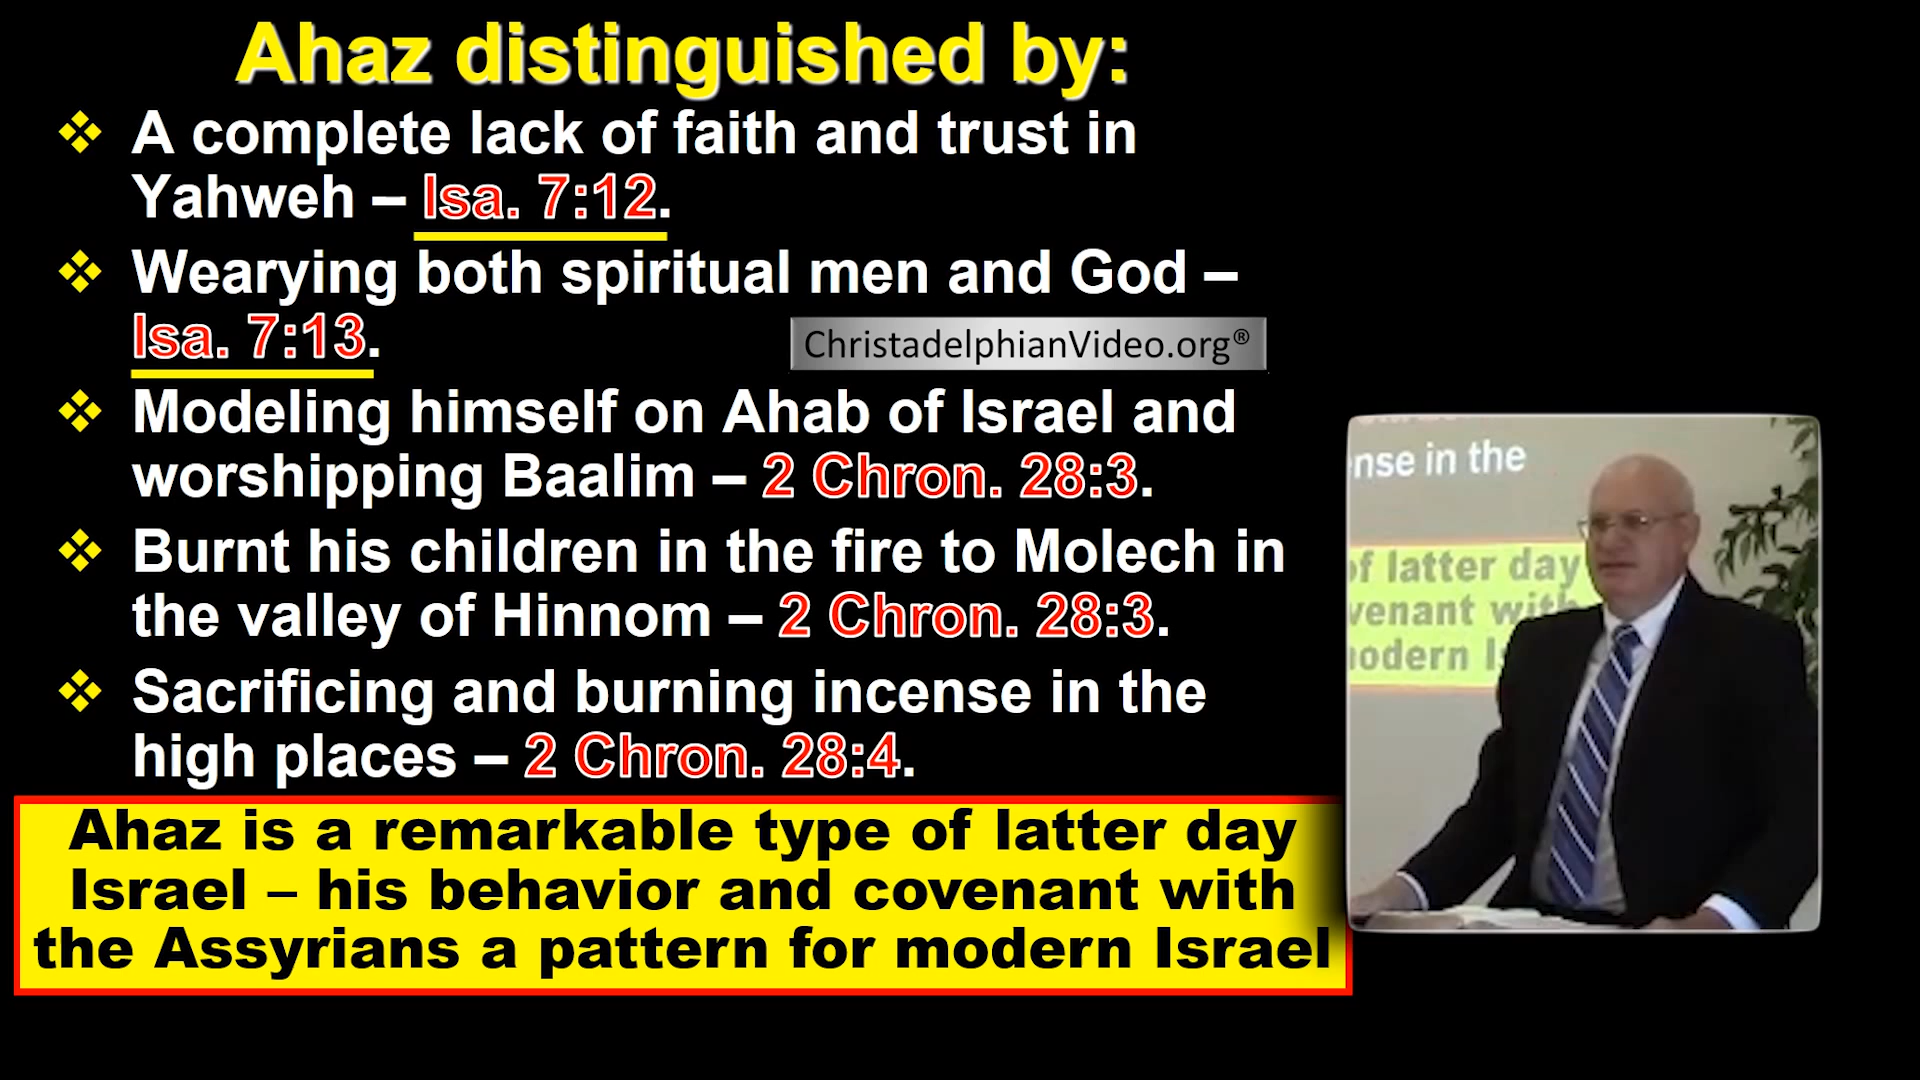 Ahaz distinguished by:
❖ A complete lack of faith and trust in
Yahweh – Isa. 7:12.
❖ Wearying both spiritual men and God –
Isa. 7:13.
ChristadelphianVideo.org®
❖ Modeling himself on Ahab of Israel and
worshipping Baalim – 2 Chron. 28:3.
❖ Burnt his children in the fire to Molech in
the valley of Hinnom – 2 Chron. 28:3.
❖ Sacrificing and burning incense in the
high places – 2 Chron. 28:4.
Ahaz is a remarkable type of latter day
Israel – his behavior and covenant with
the Assyrians a pattern for modern Israel
nse in the
of latter day
venant with
odern Is